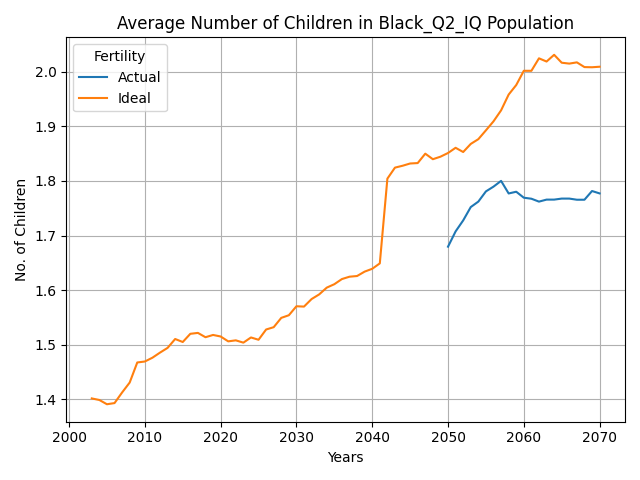 Average Number of Children in Black_Q2_IQ Population
Fertility
Actual
Ideal
No. of Children
2.0
1.9
1.8
1.7
1.6
1.5
1.4
2000 2010 2020 2030 2040 2050 2060 2070
Years